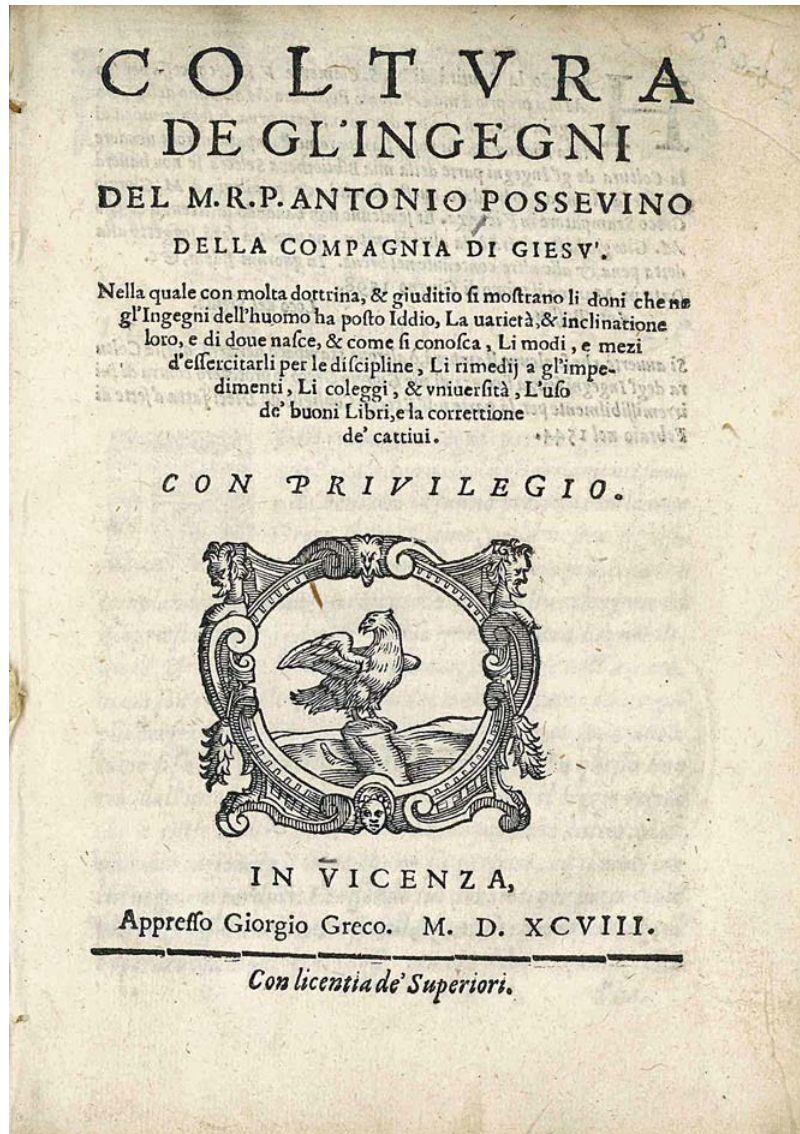 COLTVRA
DE GL'INGEGNI
DEL M.R.P. ANTONIO POSSEVINO
DELLA COMPAGNIA DI GIESV'.
Nella quale con molta dottrina, & giuditio si mostrano li doni che ne
gl'Ingegni dell'huomo ha posto Iddio, La uarietà, & inclinatione
loro, e di doue nasce, & come si conosca, Li modi, e mezi
d'essercitarli per le discipline, Li rimedij a gl'impe-
dimenti, Li coleggi, & vniuersità, L'uso
de' buoni Libri, e la correttione
de' cattiui.
CON PRIVILEGIO.
IN VICENZA,
Appresso Giorgio Greco. M. D. XCVIII.
Con licentia de' Superiori.